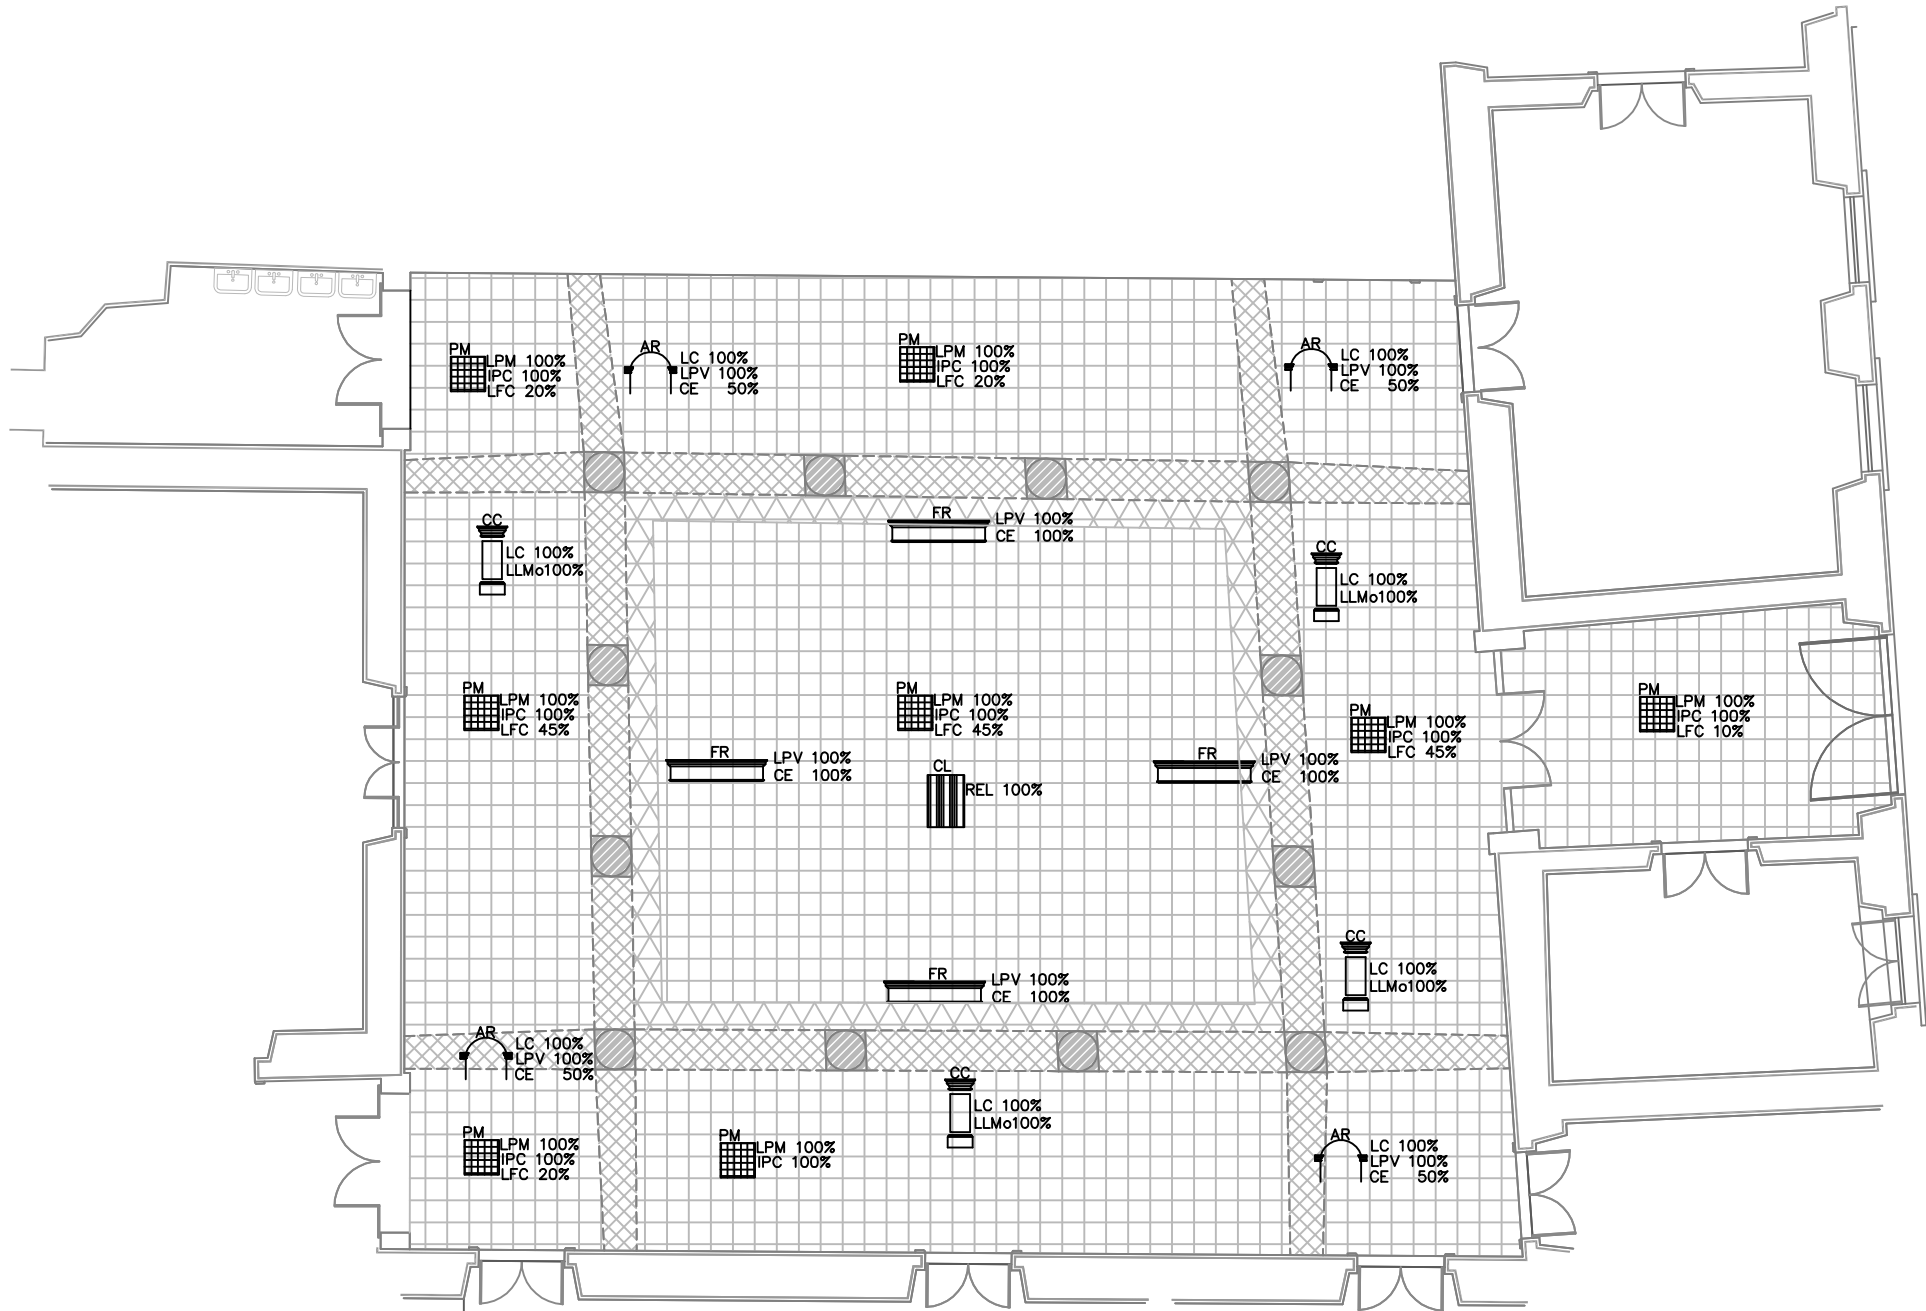 PM
LPM 100%
IPC 100%
LFC 20%
AR
LC 100%
LPV 100%
CE 50%
PM
LPM 100%
IPC 100%
LFC 20%
AR
LC 100%
LPV 100%
CE 50%
CC
LC 100%
LLMo100%
FR
LPV 100%
CE 100%
CC
LC 100%
LLMo100%
PM
LPM 100%
IPC 100%
LFC 45%
PM
LPM 100%
IPC 100%
LFC 45%
PM
LPM 100%
IPC 100%
LFC 45%
PM
LPM 100%
IPC 100%
LFC 10%
FR
LPV 100%
CE 100%
CL
REL 100%
FR
LPV 100%
CE 100%
CC
LC 100%
LLMo100%
FR
LPV 100%
CE 100%
AR
LC 100%
LPV 100%
CE 50%
CC
LC 100%
LLMo100%
PM
LPM 100%
IPC 100%
LFC 20%
PM
LPM 100%
IPC 100%
AR
LC 100%
LPV 100%
CE 50%